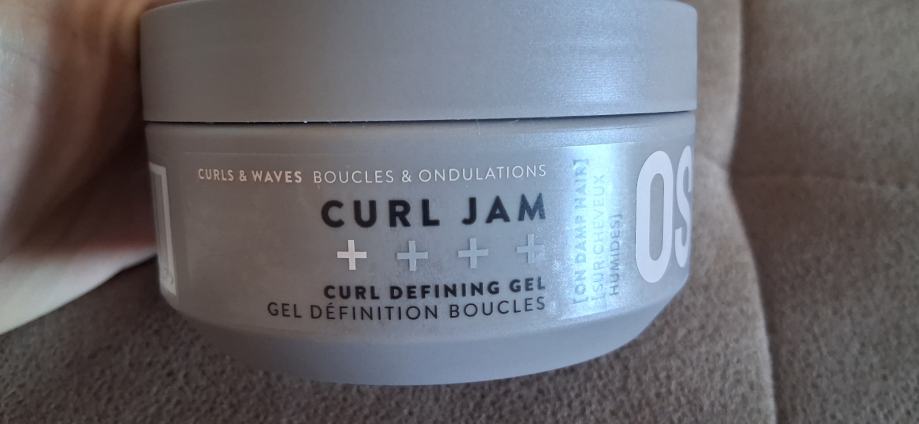 CURLS & WAVES BOUCLES & ONDULATIONS
CURL JAM
+ + + +
CURL DEFINING GEL
GEL DÉFINITION BOUCLES
[ON DAMP HAIR]
[SUR CHEVEUX
HUMIDES]
OS